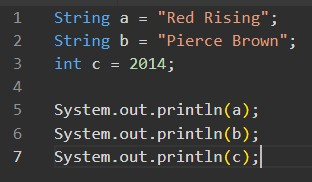 1 String a = "Red Rising";
2 String b = "Pierce Brown";
3 int c = 2014;
4
5 System.out.println(a);
6 System.out.println(b);
7 System.out.println(c);